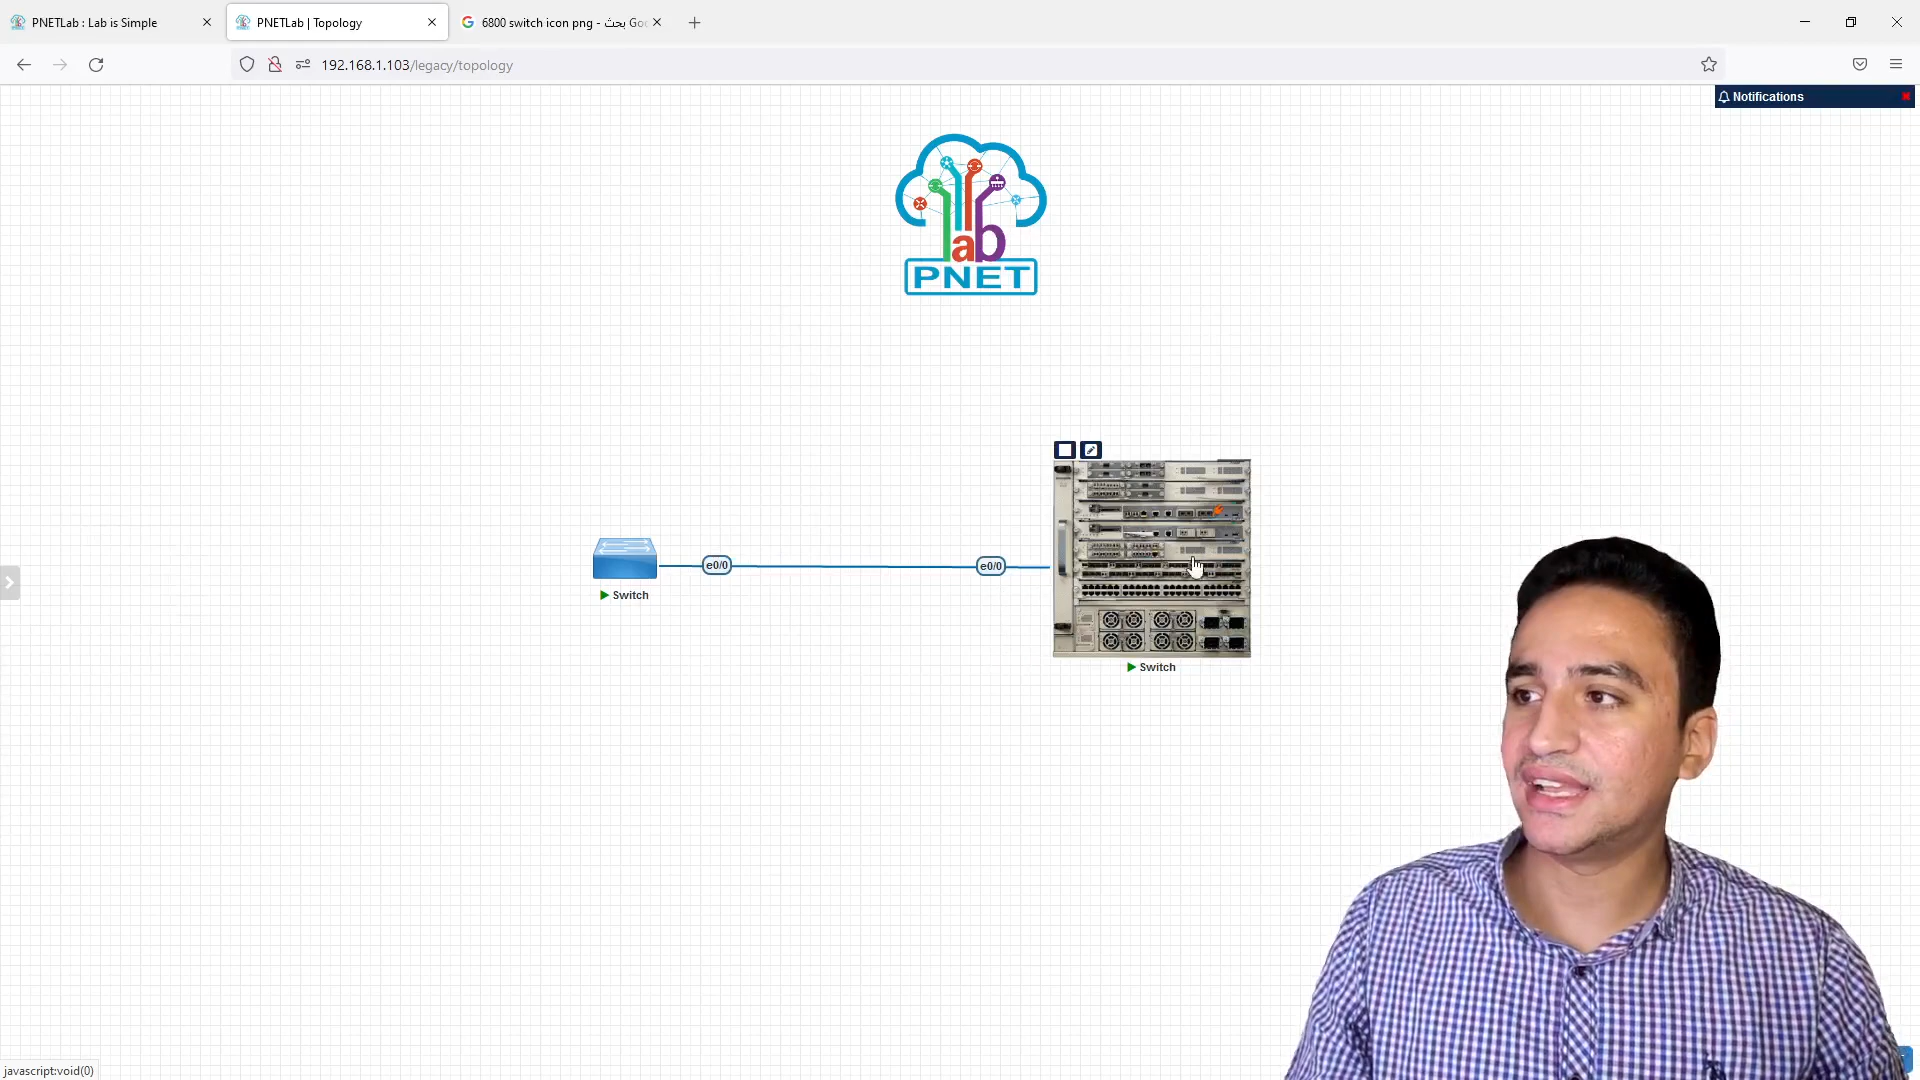 PNETLab : Lab is Simple
PNETLab | Topology
6800 switch icon png - بحث Goo
192.168.1.103/legacy/topology
Notifications
lab
PNET
e0/0
e0/0
Switch
Switch
javascript:void(0)